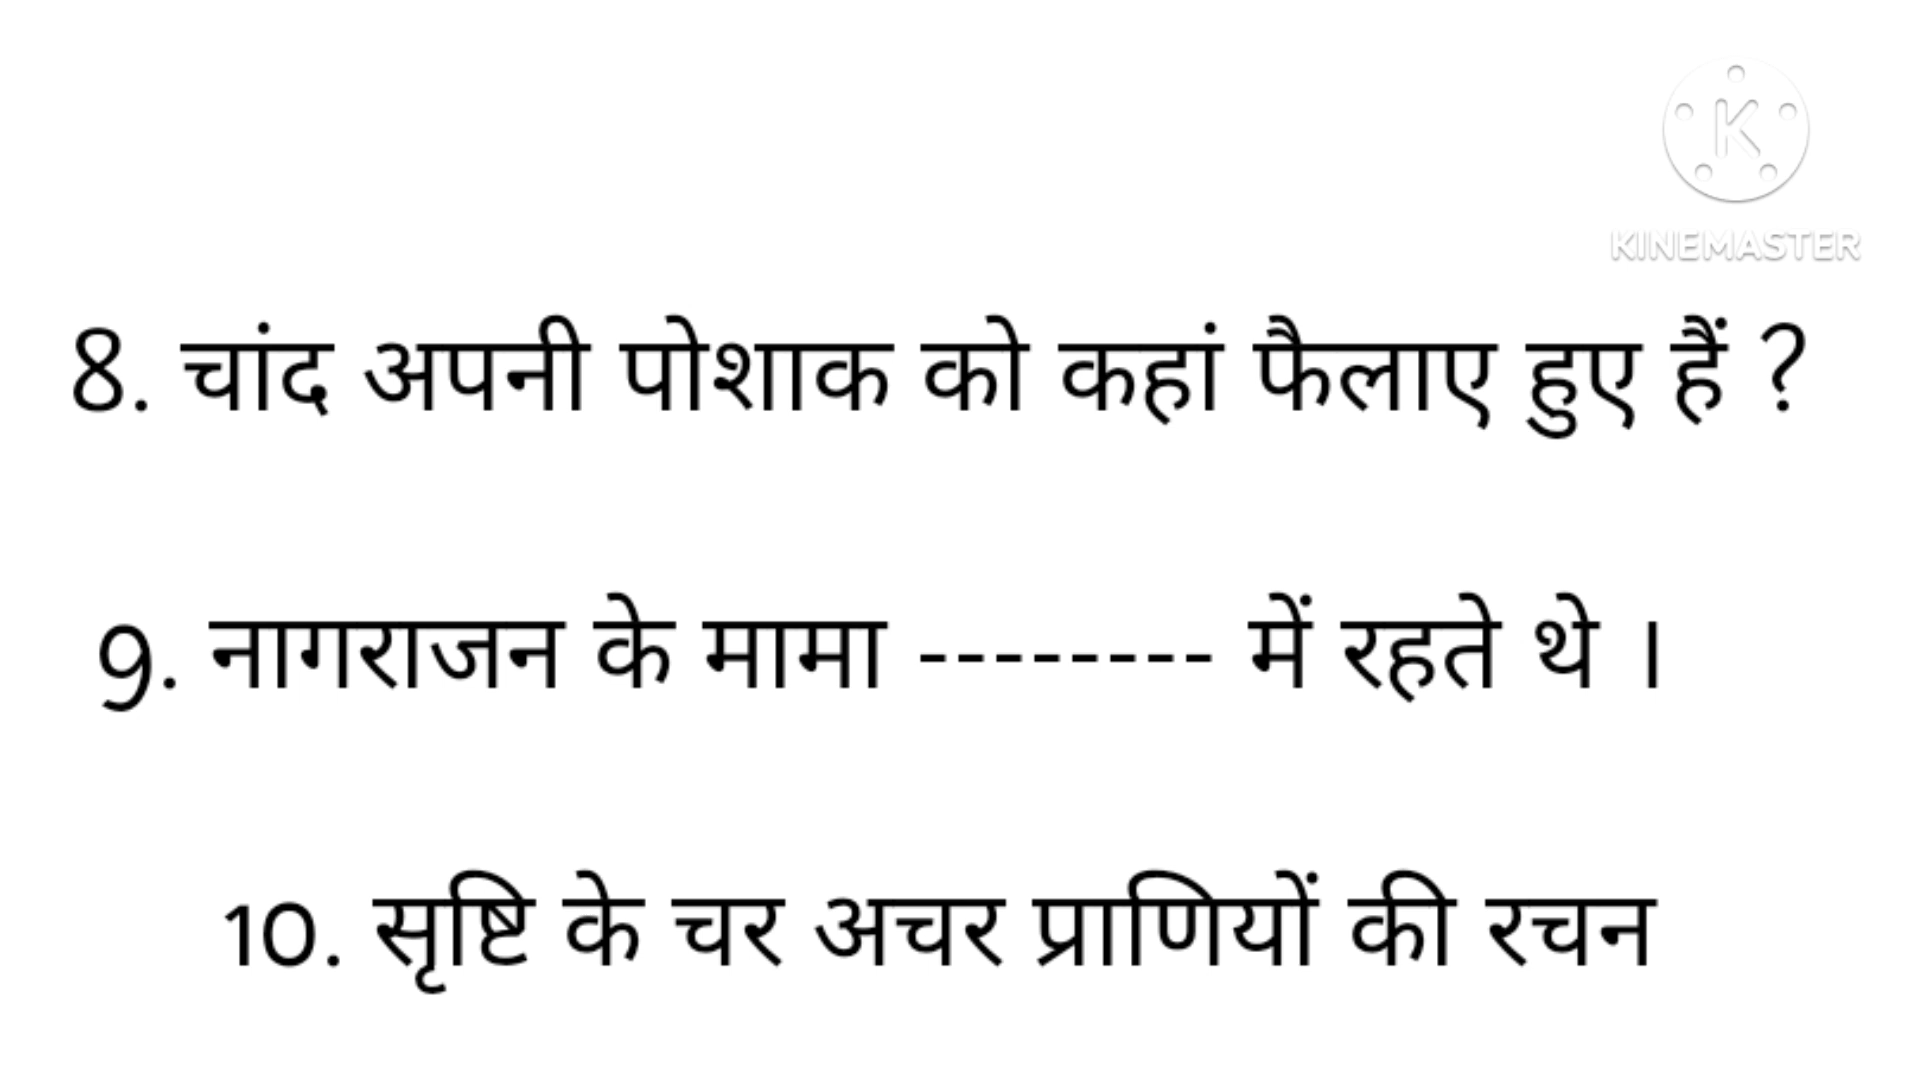 KINEMASTER
8. चांद अपनी पोशाक को कहां फैलाए हुए हैं ?
9. नागराजन के मामा -------- में रहते थे ।
10. सृष्टि के चर अचर प्राणियों की रचन